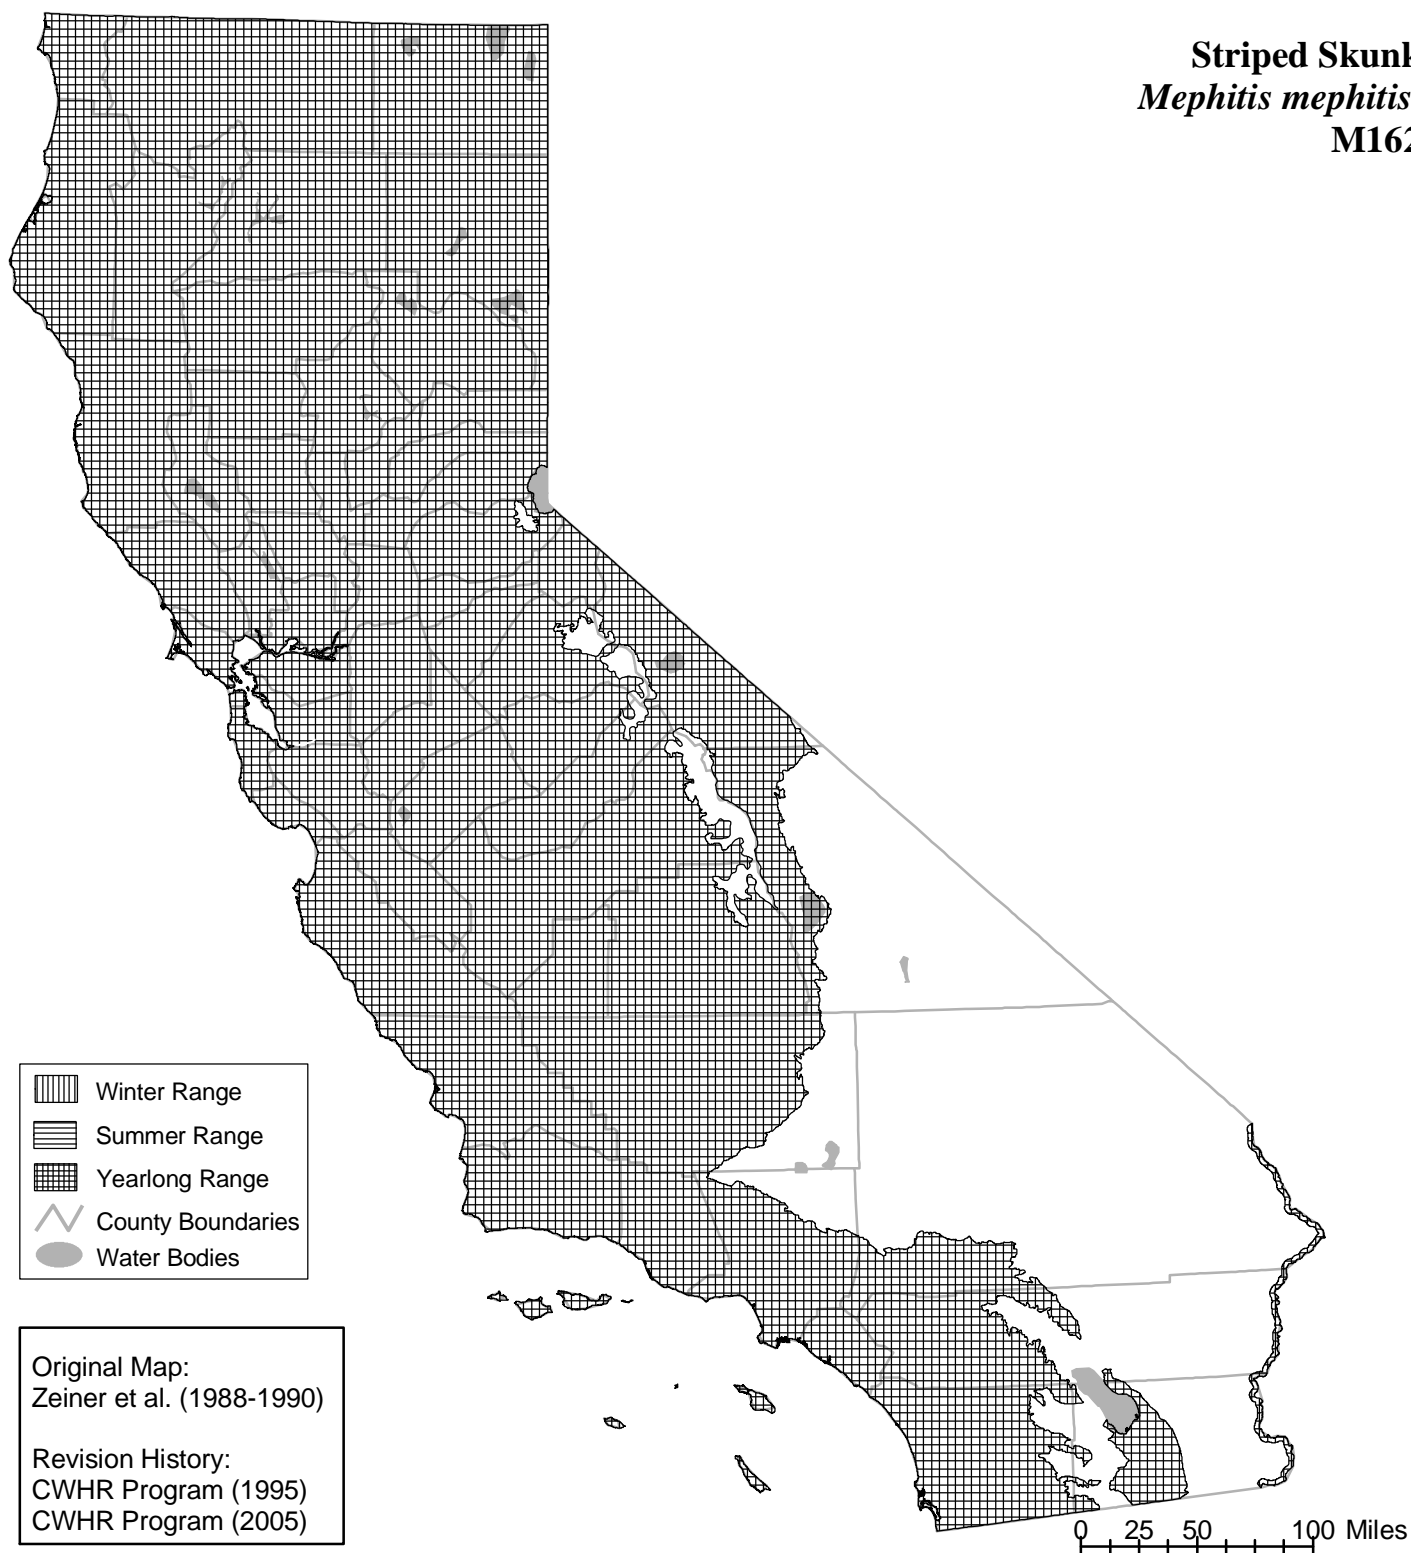 Striped Skunk
Mephitis mephitis
M162
Winter Range
Summer Range
Yearlong Range
County Boundaries
Water Bodies
Original Map:
Zeiner et al. (1988-1990)
Revision History:
CWHR Program (1995)
CWHR Program (2005)
0 25 50 100 Miles